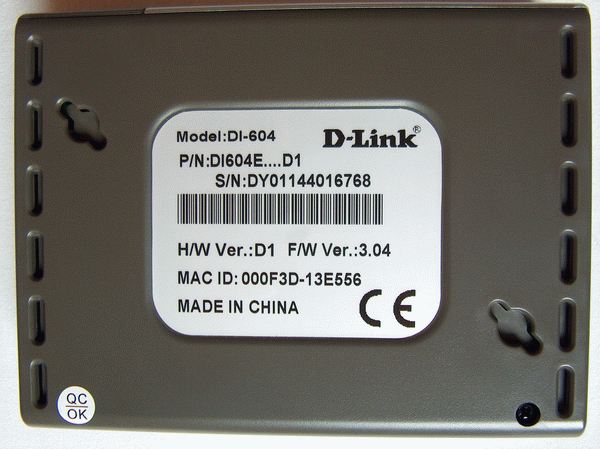 Model:DI-604
D-Link®
P/N:DI604E....D1
S/N:DY01144016768
H/W Ver.:D1 F/W Ver.:3.04
MAC ID: 000F3D-13E556
MADE IN CHINA
CE
QC
OK